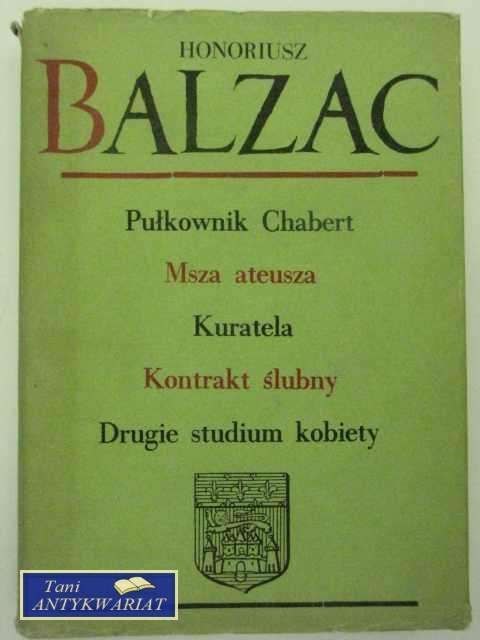 HONORIUSZ
BALZAC
Pułkownik Chabert
Msza ateusza
Kuratela
Kontrakt ślubny
Drugie studium kobiety
Tani
ANTYKWARIAT